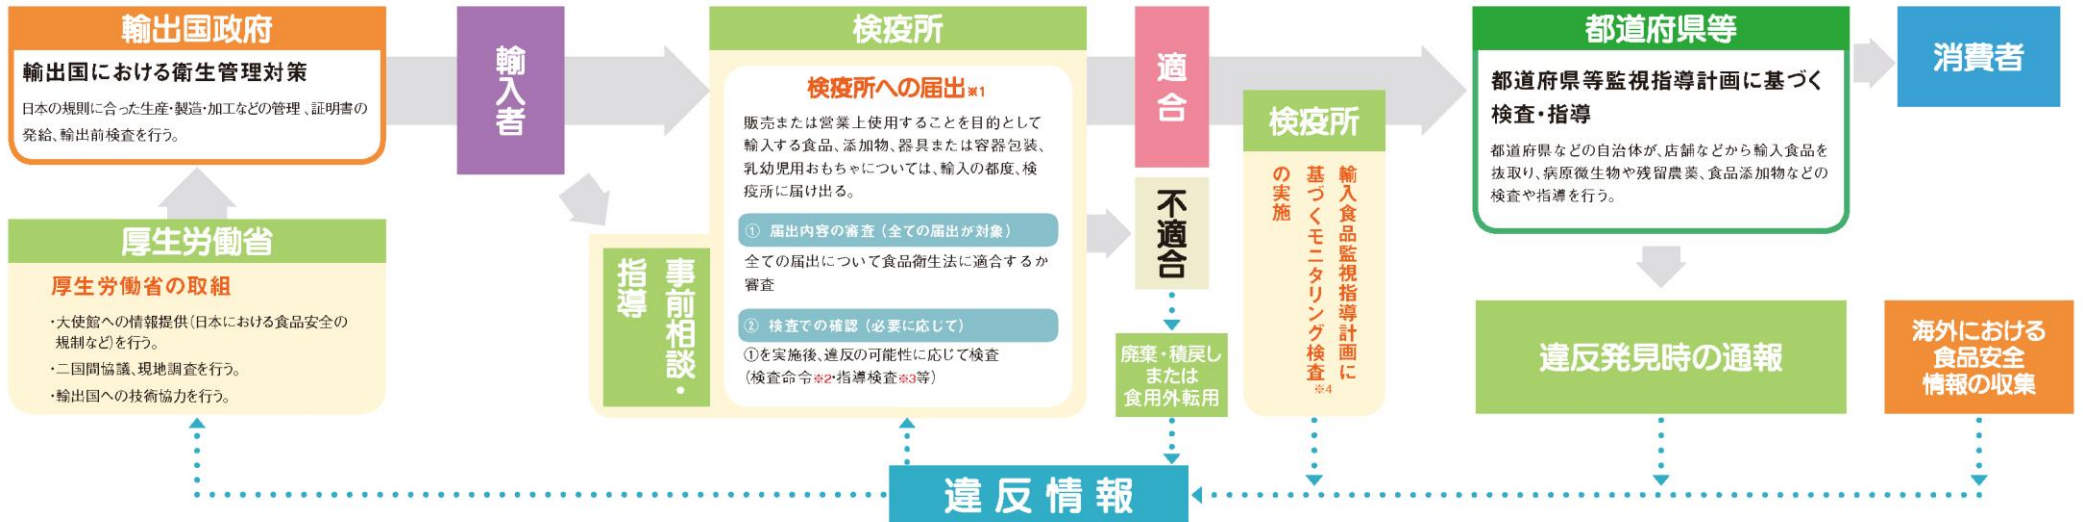 輸出国政府
輸出国における衛生管理対策
日本の規則に合った生産・製造・加工などの管理、証明書の
発給、輸出前検査を行う。
厚生労働省
厚生労働省の取組
・大使館への情報提供(日本における食品安全の
規制など)を行う。
・二国間協議、現地調査を行う。
・輸出国への技術協力を行う。
輸入者
事前相談・
指導
検疫所
検疫所への届出※1
販売または営業上使用することを目的として
輸入する食品、添加物、器具または容器包装、
乳幼児用おもちゃについては、輸入の都度、検
疫所に届け出る。
① 届出内容の審査(全ての届出が対象)
全ての届出について食品衛生法に適合するか
審査
② 検査での確認(必要に応じて)
①を実施後、違反の可能性に応じて検査
(検査命令※2・指導検査※3等)
適合
不適合
廃棄・積戻し
または
食用外転用
検疫所
輸入食品監視指導計画に
基づくモニタリング検査※4
の実施
都道府県等
都道府県等監視指導計画に基づく
検査・指導
都道府県などの自治体が、店舗などから輸入食品を
抜取り、病原微生物や残留農薬、食品添加物などの
検査や指導を行う。
違反発見時の通報
消費者
海外における
食品安全
情報の収集
違反情報